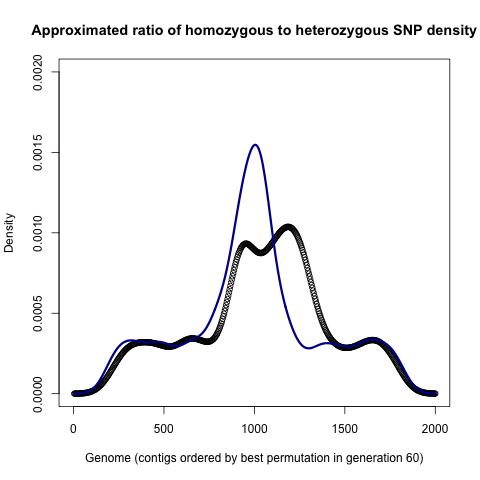 Approximated ratio of homozygous to heterozygous SNP density
0.0020
0.0015
0.0010
0.0005
0.0000
Density
0 500 1000 1500 2000
Genome (contigs ordered by best permutation in generation 60)